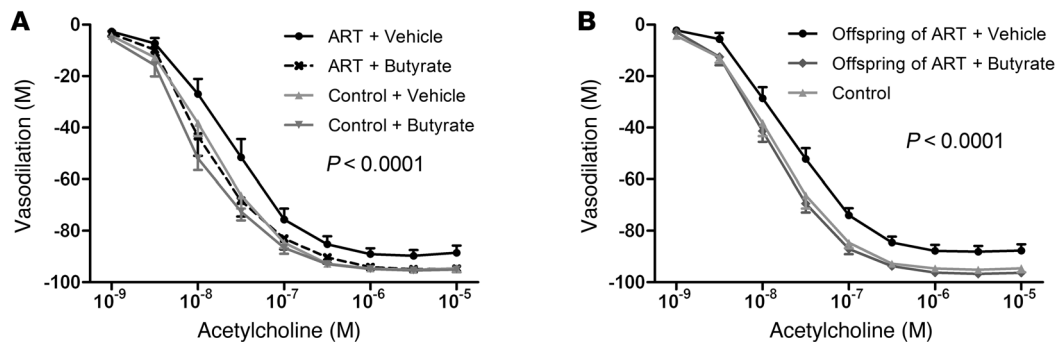 A
Vasodilation (M)
0
-20
-40
-60
-80
-100
10⁻⁹
10⁻⁸
10⁻⁷
10⁻⁶
10⁻⁵
Acetylcholine (M)
ART + Vehicle
ART + Butyrate
Control + Vehicle
Control + Butyrate
P < 0.0001
B
Vasodilation (M)
0
-20
-40
-60
-80
-100
10⁻⁹
10⁻⁸
10⁻⁷
10⁻⁶
10⁻⁵
Acetylcholine (M)
Offspring of ART + Vehicle
Offspring of ART + Butyrate
Control
P < 0.0001